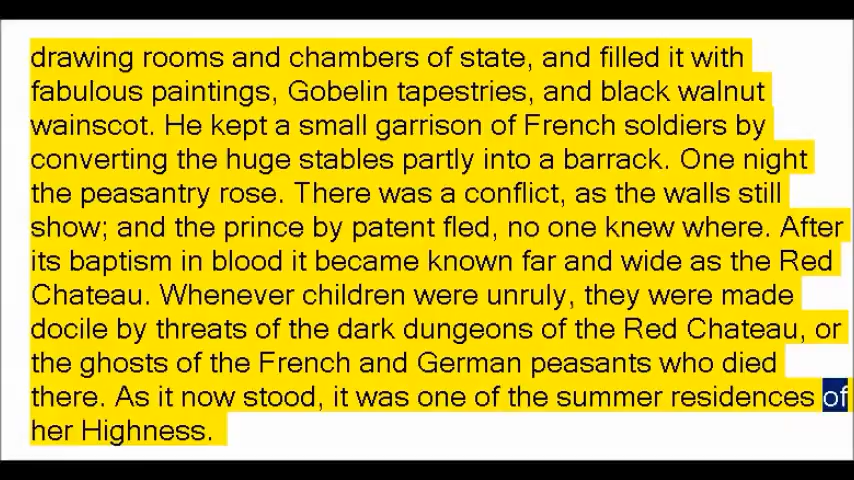 drawing rooms and chambers of state, and filled it with
fabulous paintings, Gobelin tapestries, and black walnut
wainscot. He kept a small garrison of French soldiers by
converting the huge stables partly into a barrack. One night
the peasantry rose. There was a conflict, as the walls still
show; and the prince by patent fled, no one knew where. After
its baptism in blood it became known far and wide as the Red
Chateau. Whenever children were unruly, they were made
docile by threats of the dark dungeons of the Red Chateau, or
the ghosts of the French and German peasants who died
there. As it now stood, it was one of the summer residences of
her Highness.